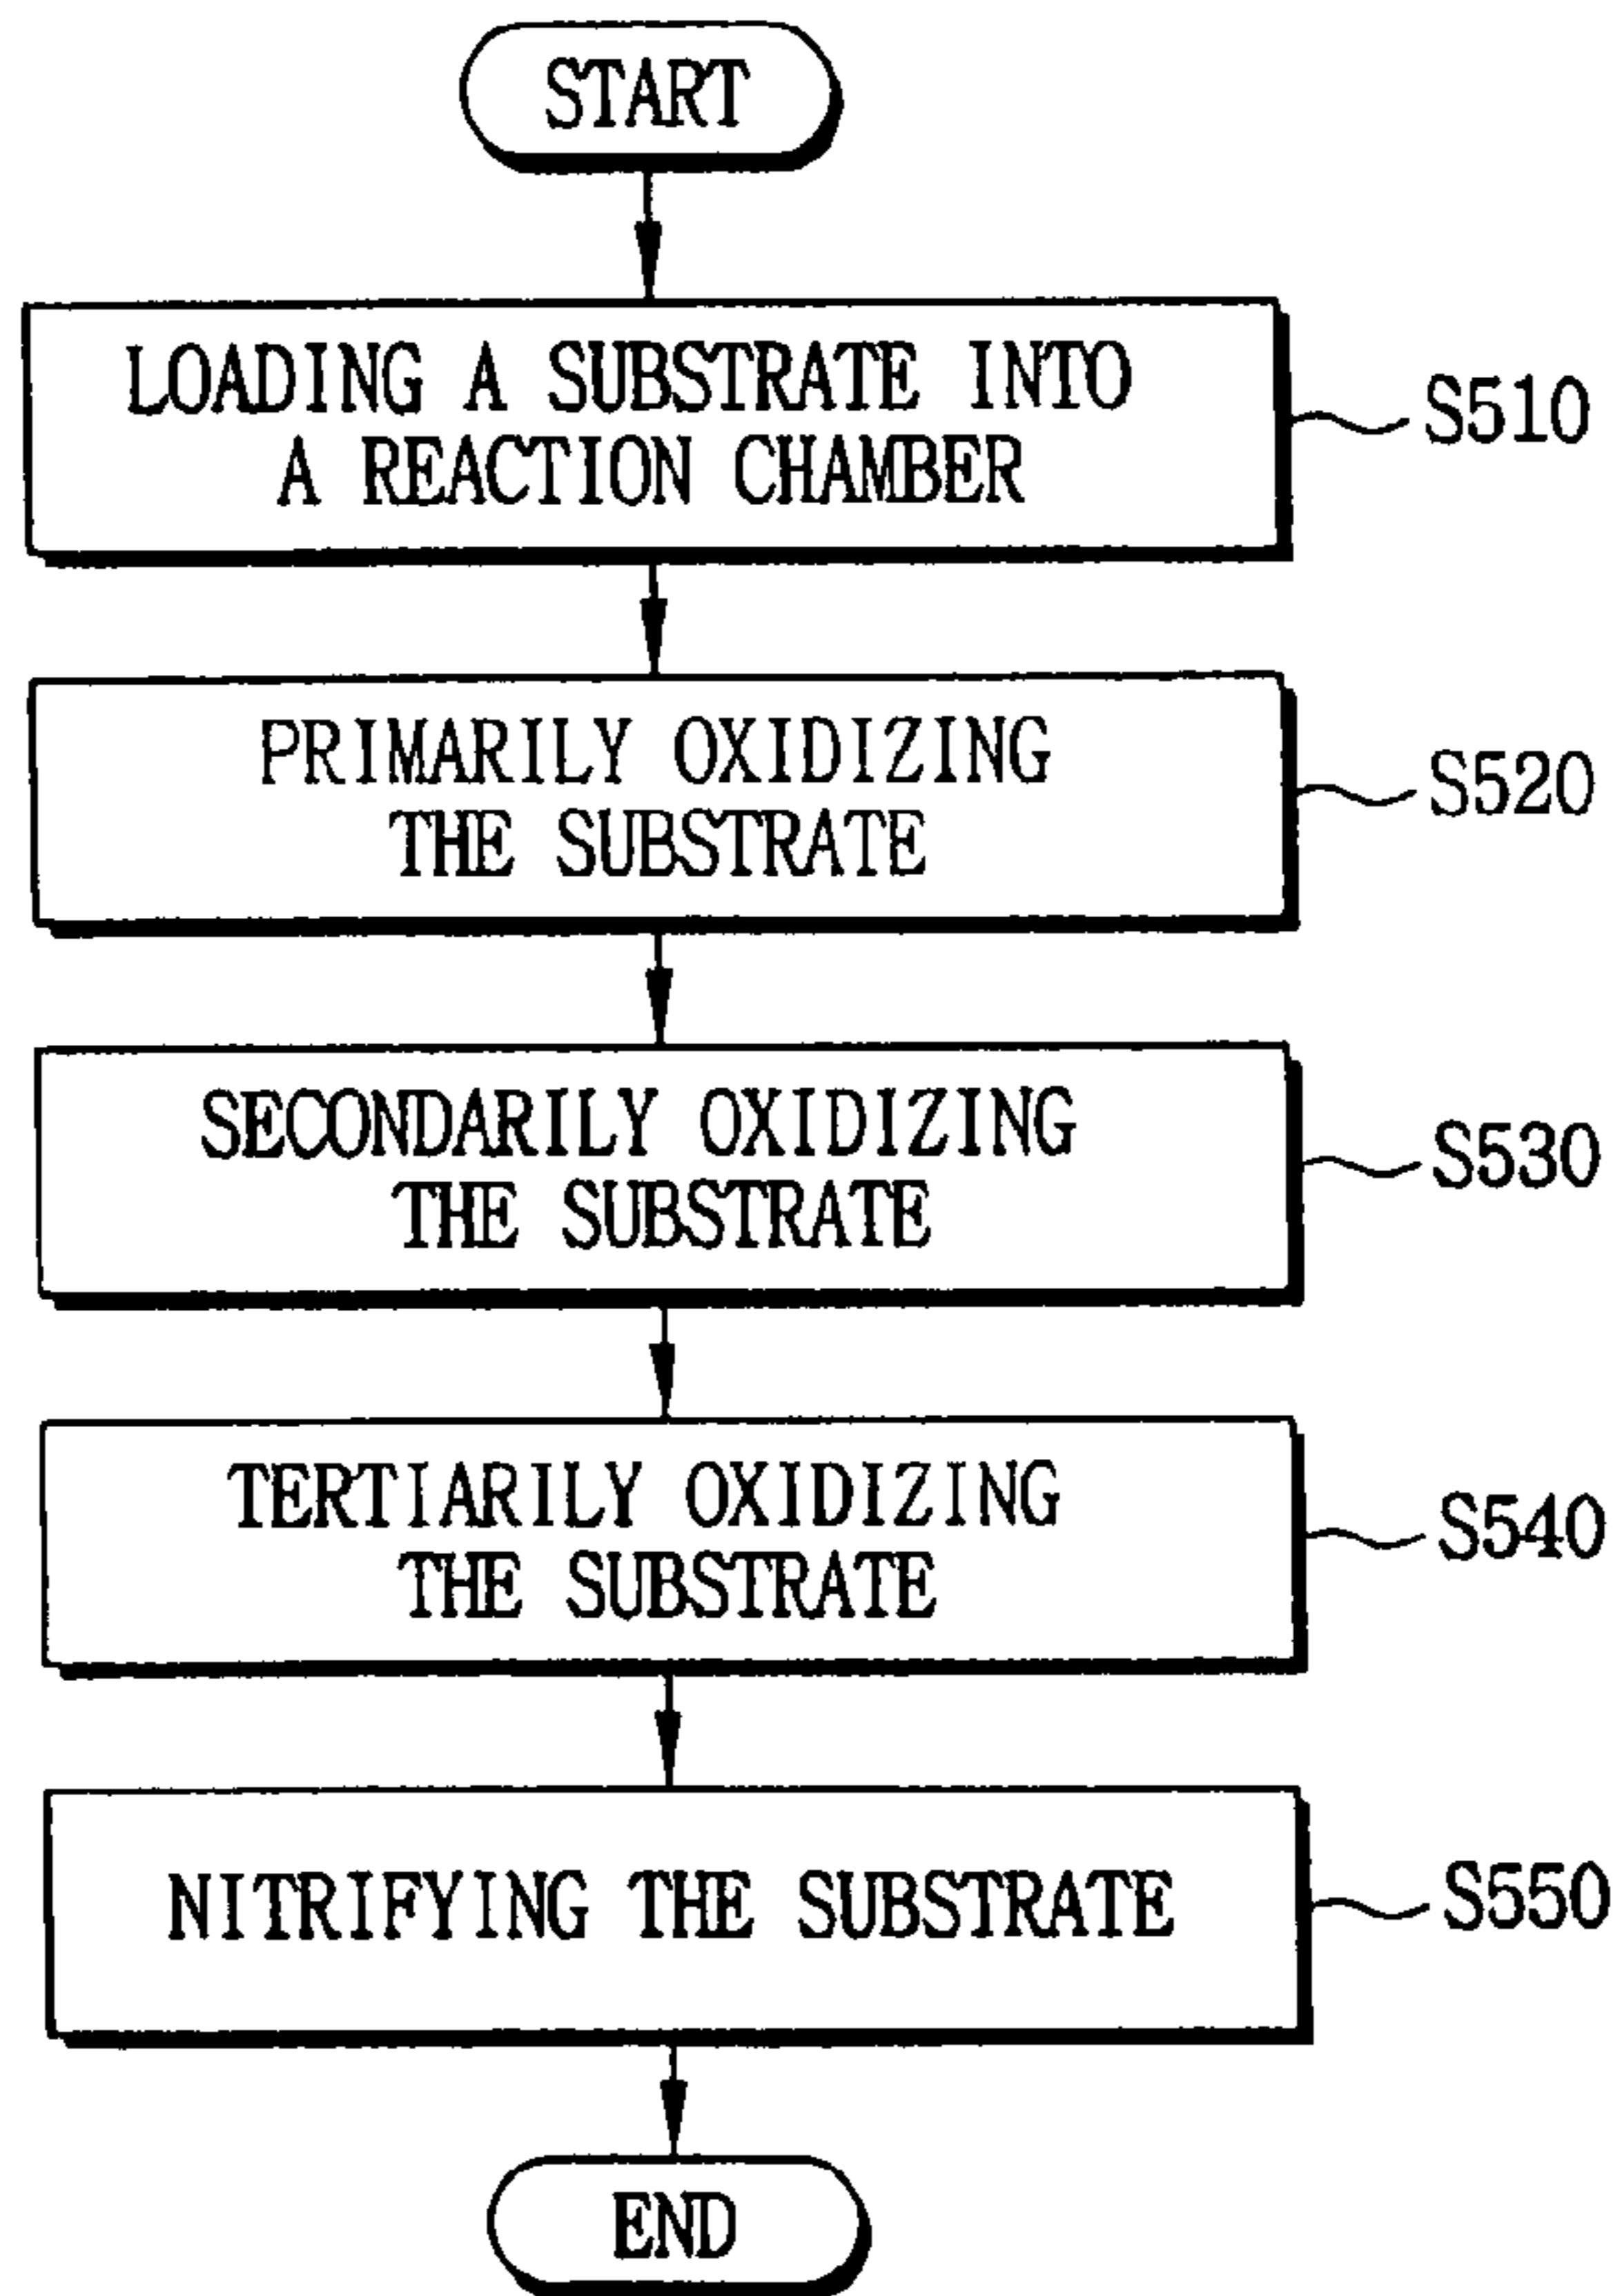 START
LOADING A SUBSTRATE INTO
A REACTION CHAMBER
S510
PRIMARILY OXIDIZING
THE SUBSTRATE
S520
SECONDARILY OXIDIZING
THE SUBSTRATE
S530
TERTIARILY OXIDIZING
THE SUBSTRATE
S540
NITRIFYING THE SUBSTRATE
S550
END